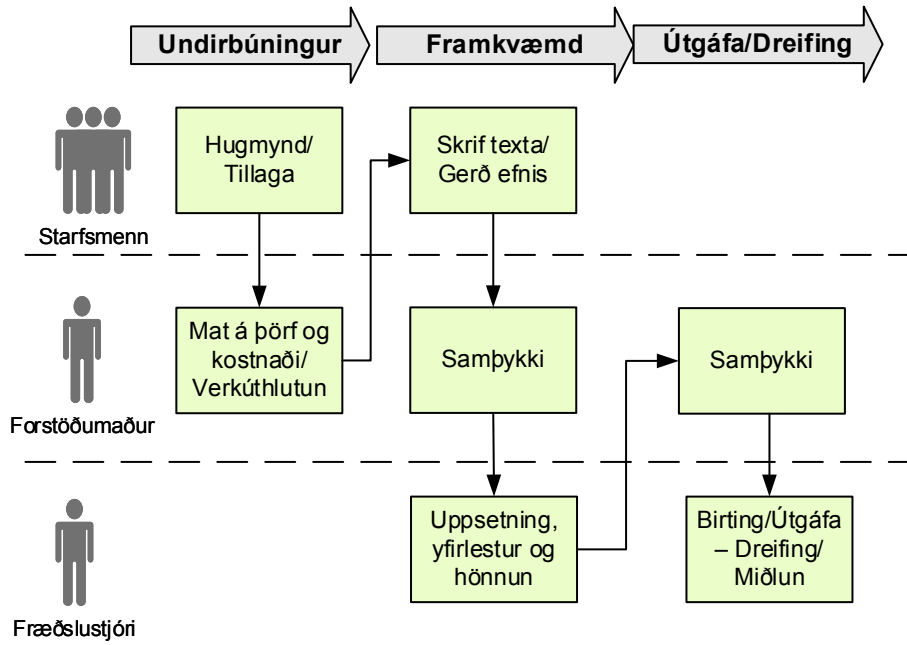 Undirbúningur
Framkvæmd
Útgáfa/Dreifing
Hugmynd/
Tillaga
Skrif texta/
Gerð efnis
Starfsmenn
Mat á þörf og
kostnaði/
Verkúthlutun
Samþykki
Samþykki
Forstöðumaður
Uppsetning,
yfirlestur og
hönnun
Birting/Útgáfa
– Dreifing/
Miðlun
Fræðslustjóri